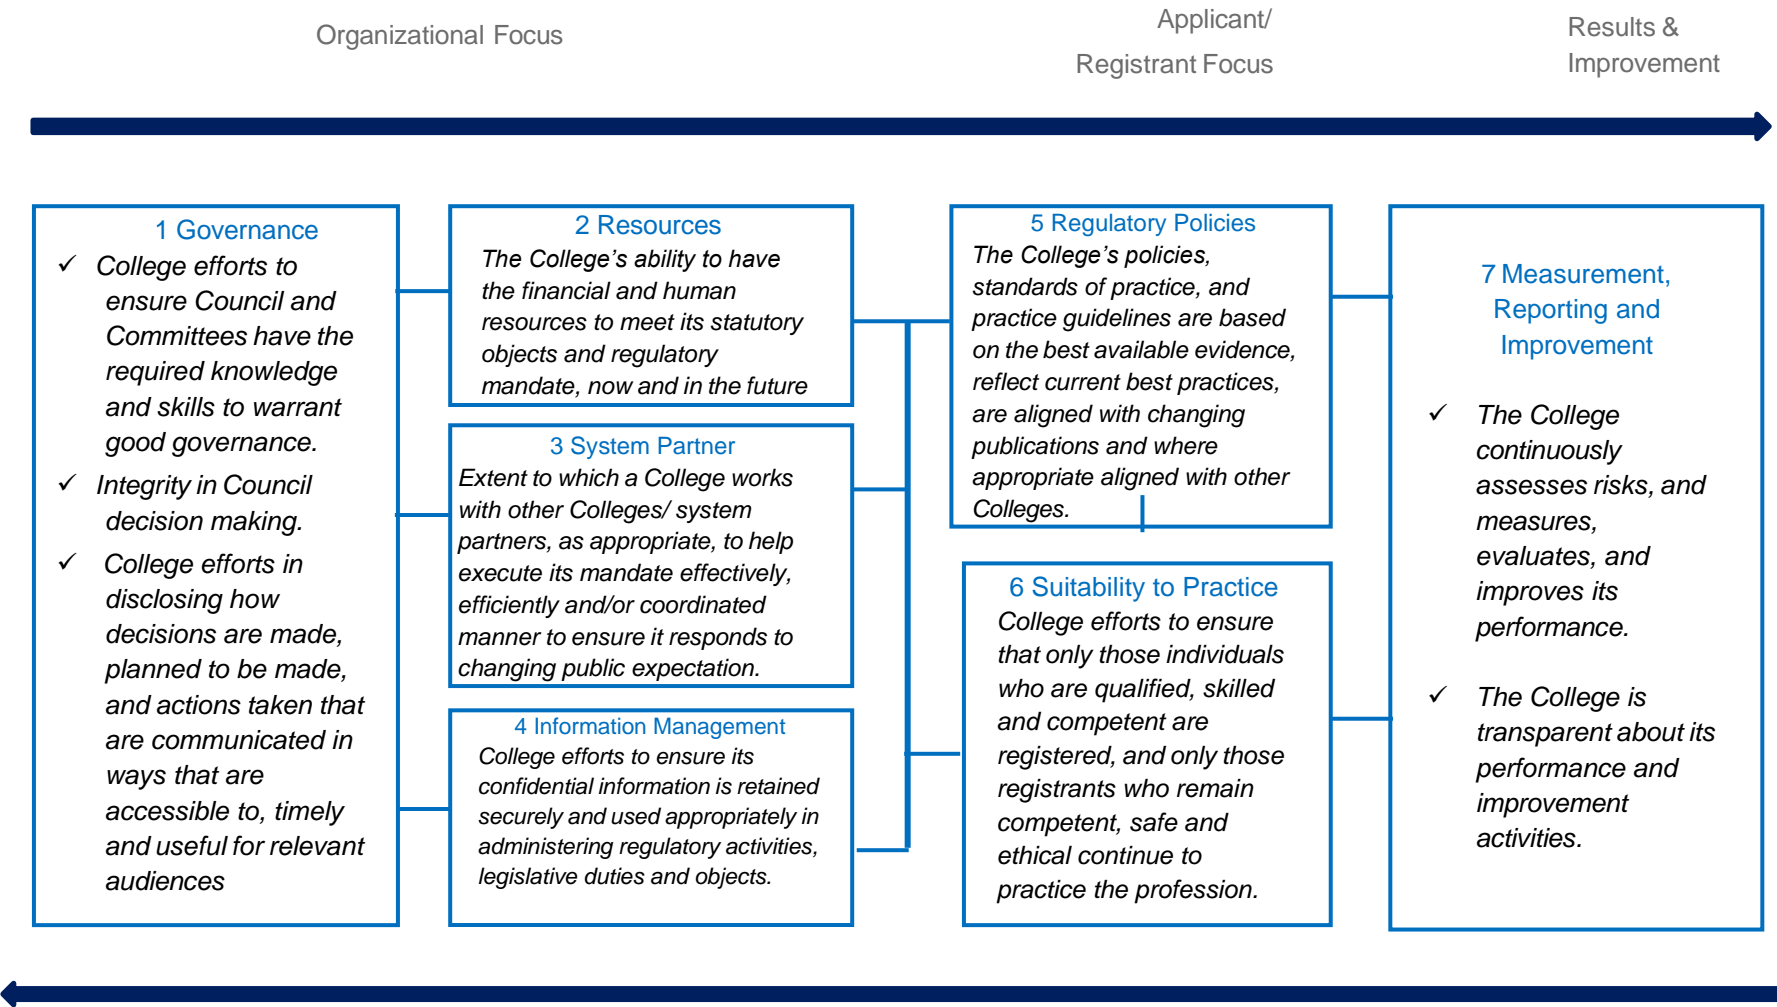 Organizational Focus
Applicant/
Registrant Focus
Results &
Improvement
1 Governance
✓ College efforts to
ensure Council and
Committees have the
required knowledge
and skills to warrant
good governance.
✓ Integrity in Council
decision making.
✓ College efforts in
disclosing how
decisions are made,
planned to be made,
and actions taken that
are communicated in
ways that are
accessible to, timely
and useful for relevant
audiences
2 Resources
The College’s ability to have
the financial and human
resources to meet its statutory
objects and regulatory
mandate, now and in the future
3 System Partner
Extent to which a College works
with other Colleges/ system
partners, as appropriate, to help
execute its mandate effectively,
efficiently and/or coordinated
manner to ensure it responds to
changing public expectation.
4 Information Management
College efforts to ensure its
confidential information is retained
securely and used appropriately in
administering regulatory activities,
legislative duties and objects.
5 Regulatory Policies
The College’s policies,
standards of practice, and
practice guidelines are based
on the best available evidence,
reflect current best practices,
are aligned with changing
publications and where
appropriate aligned with other
Colleges.
6 Suitability to Practice
College efforts to ensure
that only those individuals
who are qualified, skilled
and competent are
registered, and only those
registrants who remain
competent, safe and
ethical continue to
practice the profession.
7 Measurement,
Reporting and
Improvement
✓ The College
continuously
assesses risks, and
measures,
evaluates, and
improves its
performance.
✓ The College is
transparent about its
performance and
improvement
activities.